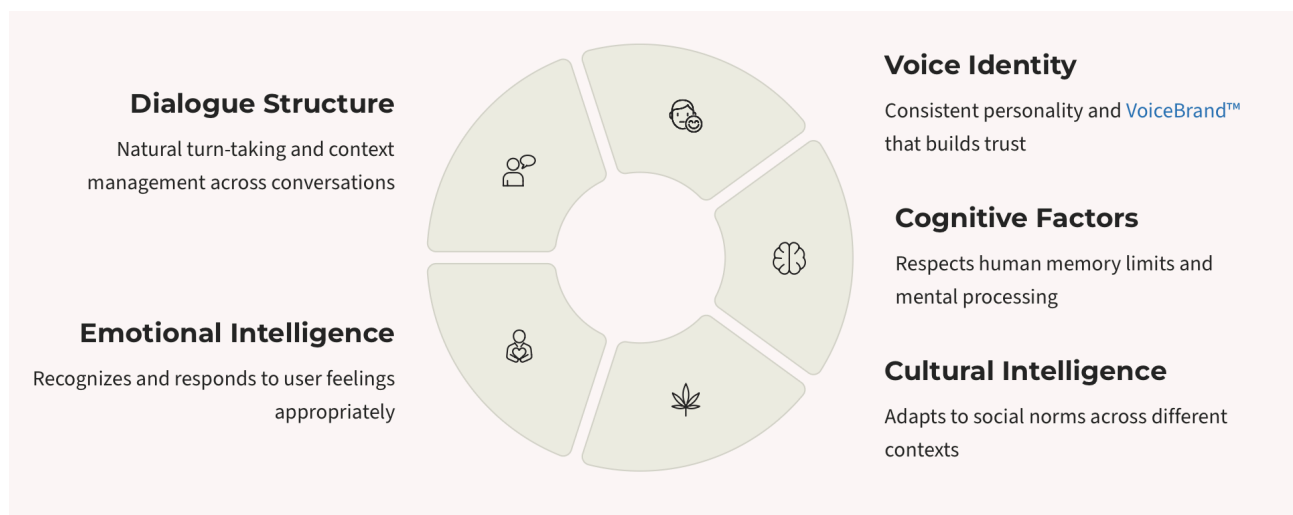 Dialogue Structure
Natural turn-taking and context
management across conversations
Emotional Intelligence
Recognizes and responds to user feelings
appropriately
Voice Identity
Consistent personality and VoiceBrand™
that builds trust
Cognitive Factors
Respects human memory limits and
mental processing
Cultural Intelligence
Adapts to social norms across different
contexts